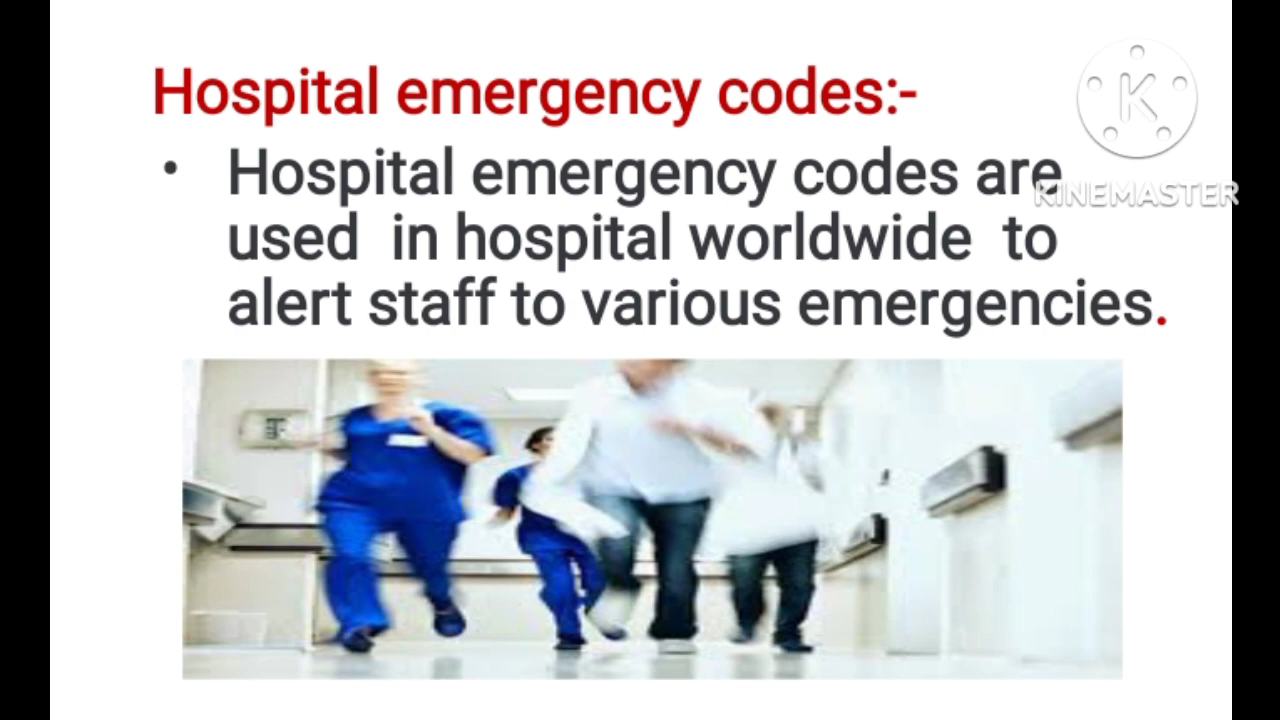 Hospital emergency codes:-
• Hospital emergency codes are
used in hospital worldwide to
alert staff to various emergencies.
K
KINEMASTER